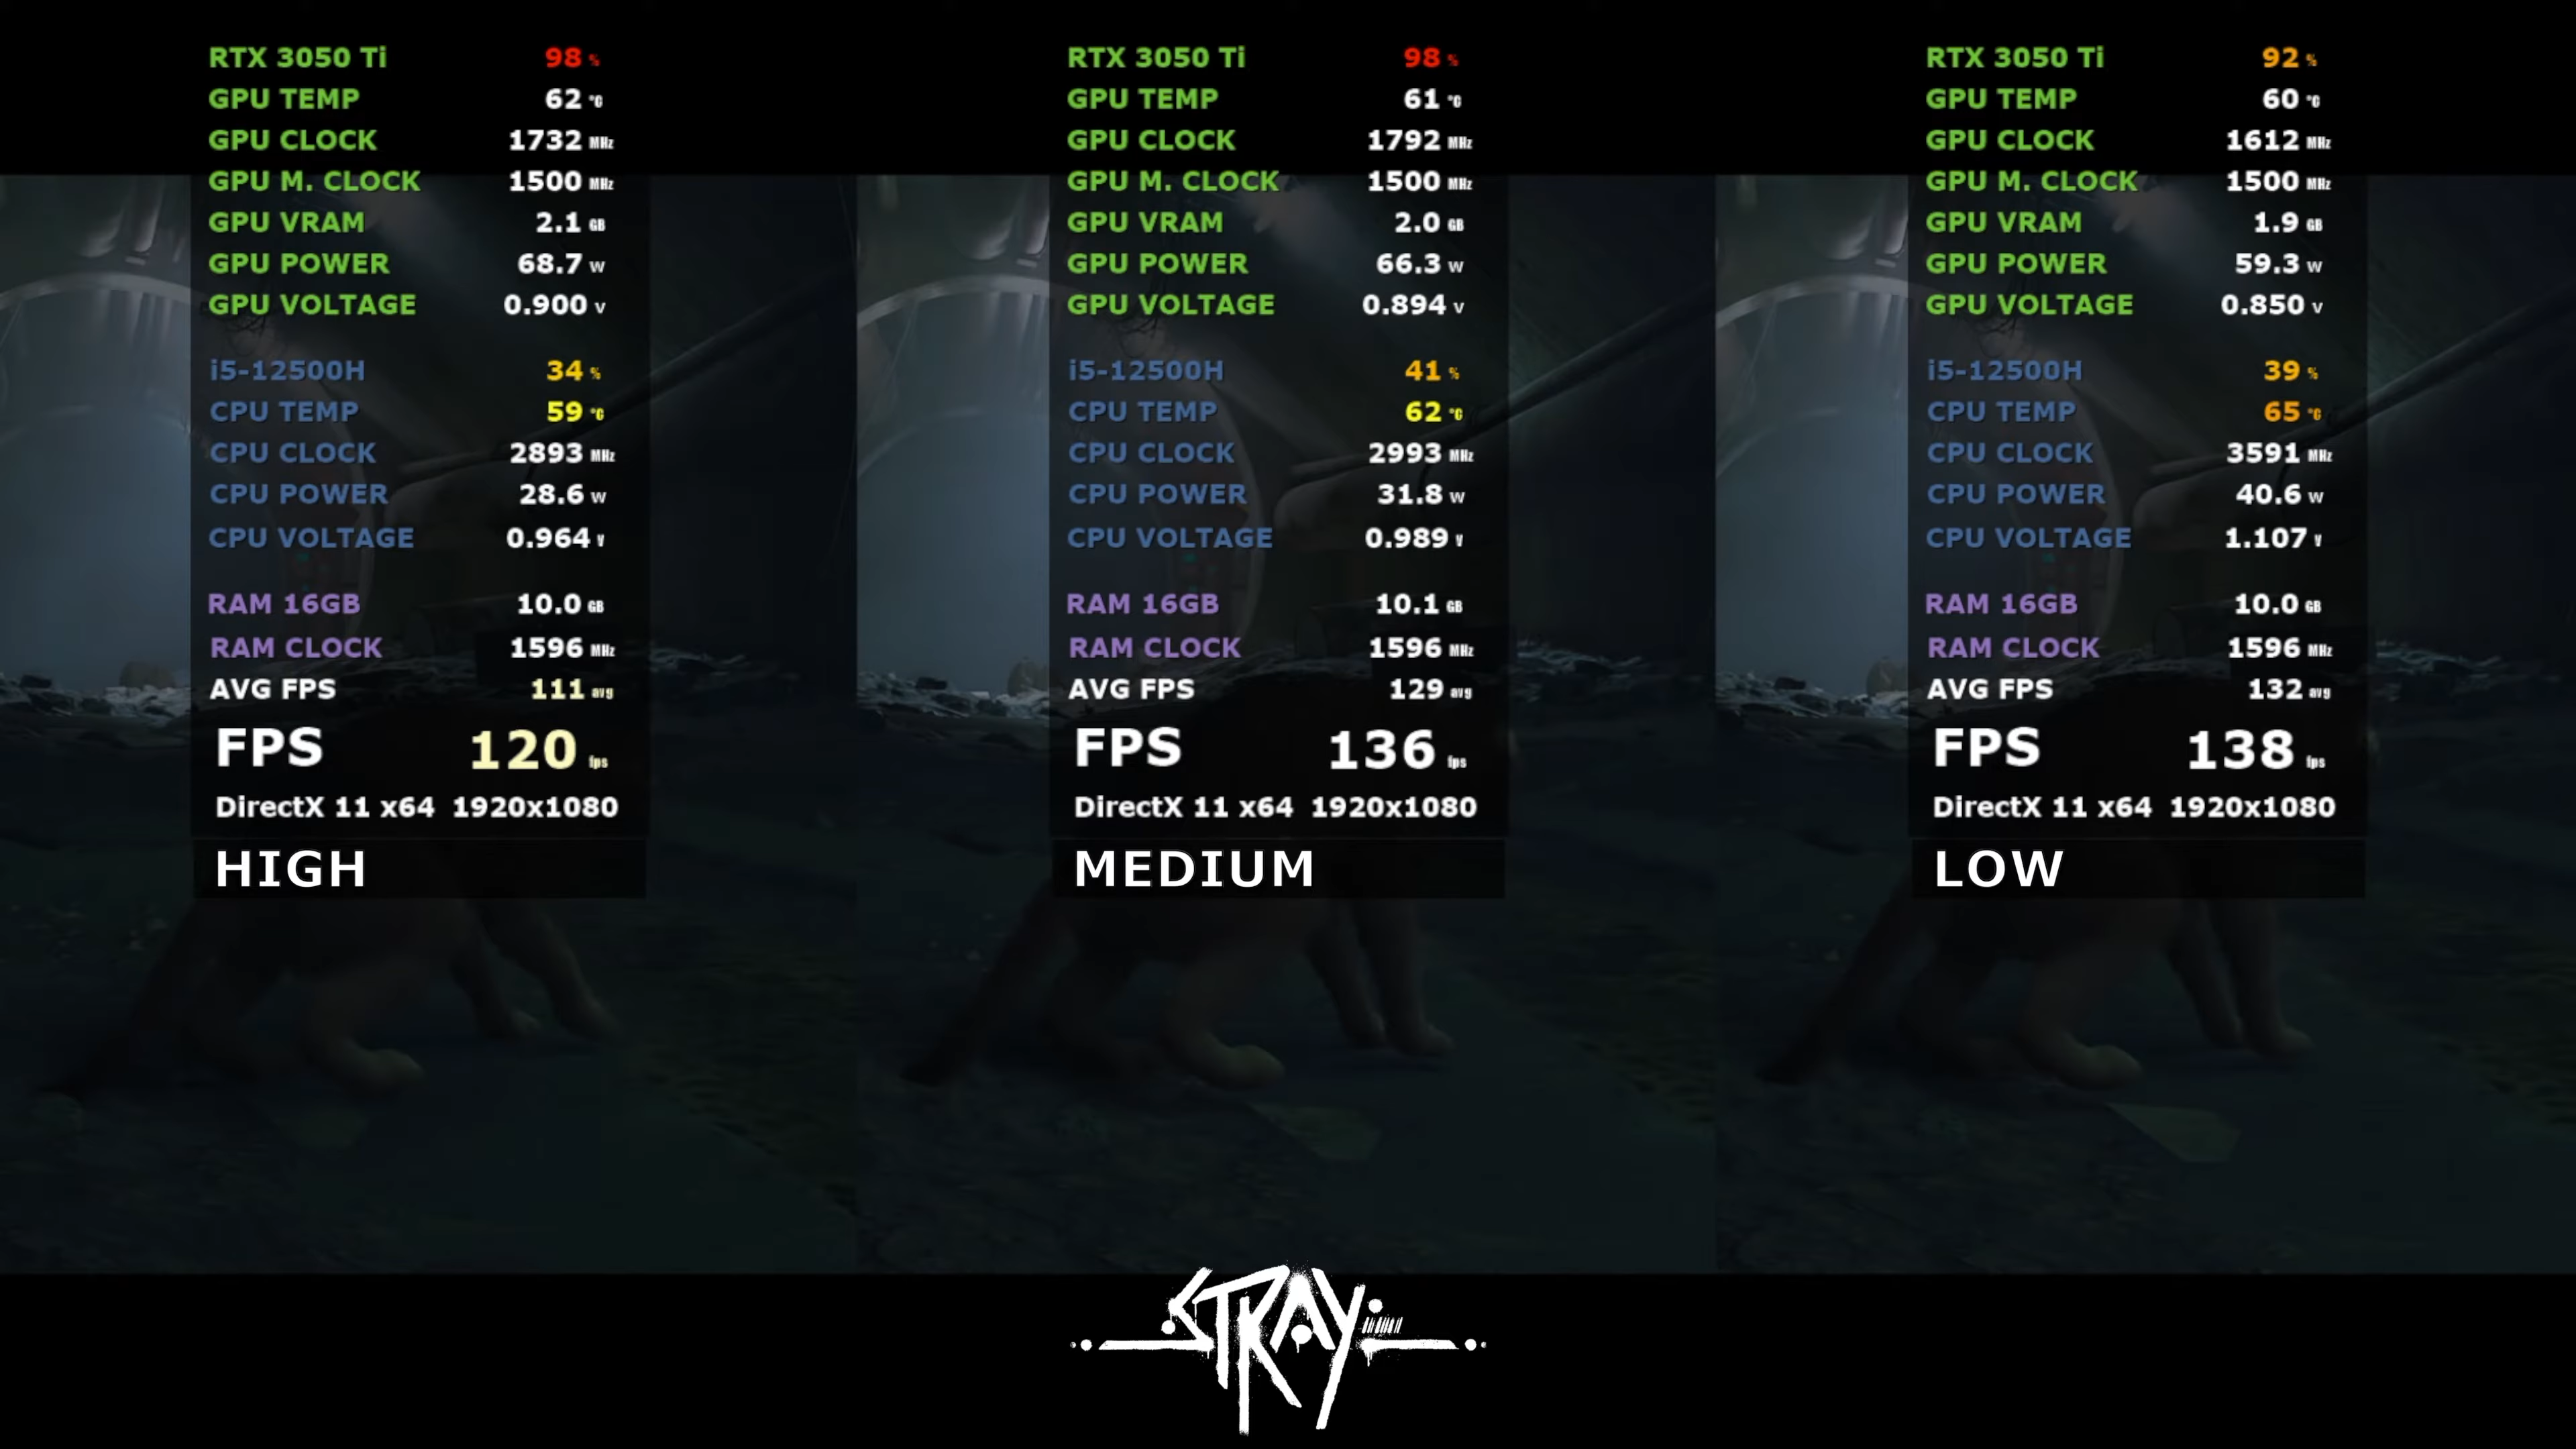 RTX 3050 Ti 98 %
GPU TEMP 62 °C
GPU CLOCK 1732 MHz
GPU M. CLOCK 1500 MHz
GPU VRAM 2.1 GB
GPU POWER 68.7 W
GPU VOLTAGE 0.900 V
i5-12500H 34 %
CPU TEMP 59 °C
CPU CLOCK 2893 MHz
CPU POWER 28.6 W
CPU VOLTAGE 0.964 V
RAM 16GB 10.0 GB
RAM CLOCK 1596 MHz
AVG FPS 111 avg
FPS 120 fps
DirectX 11 x64 1920x1080
HIGH
RTX 3050 Ti 98 %
GPU TEMP 61 °C
GPU CLOCK 1792 MHz
GPU M. CLOCK 1500 MHz
GPU VRAM 2.0 GB
GPU POWER 66.3 W
GPU VOLTAGE 0.894 V
i5-12500H 41 %
CPU TEMP 62 °C
CPU CLOCK 2993 MHz
CPU POWER 31.8 W
CPU VOLTAGE 0.989 V
RAM 16GB 10.1 GB
RAM CLOCK 1596 MHz
AVG FPS 129 avg
FPS 136 fps
DirectX 11 x64 1920x1080
MEDIUM
RTX 3050 Ti 92 %
GPU TEMP 60 °C
GPU CLOCK 1612 MHz
GPU M. CLOCK 1500 MHz
GPU VRAM 1.9 GB
GPU POWER 59.3 W
GPU VOLTAGE 0.850 V
i5-12500H 39 %
CPU TEMP 65 °C
CPU CLOCK 3591 MHz
CPU POWER 40.6 W
CPU VOLTAGE 1.107 V
RAM 16GB 10.0 GB
RAM CLOCK 1596 MHz
AVG FPS 132 avg
FPS 138 fps
DirectX 11 x64 1920x1080
LOW
STRAY